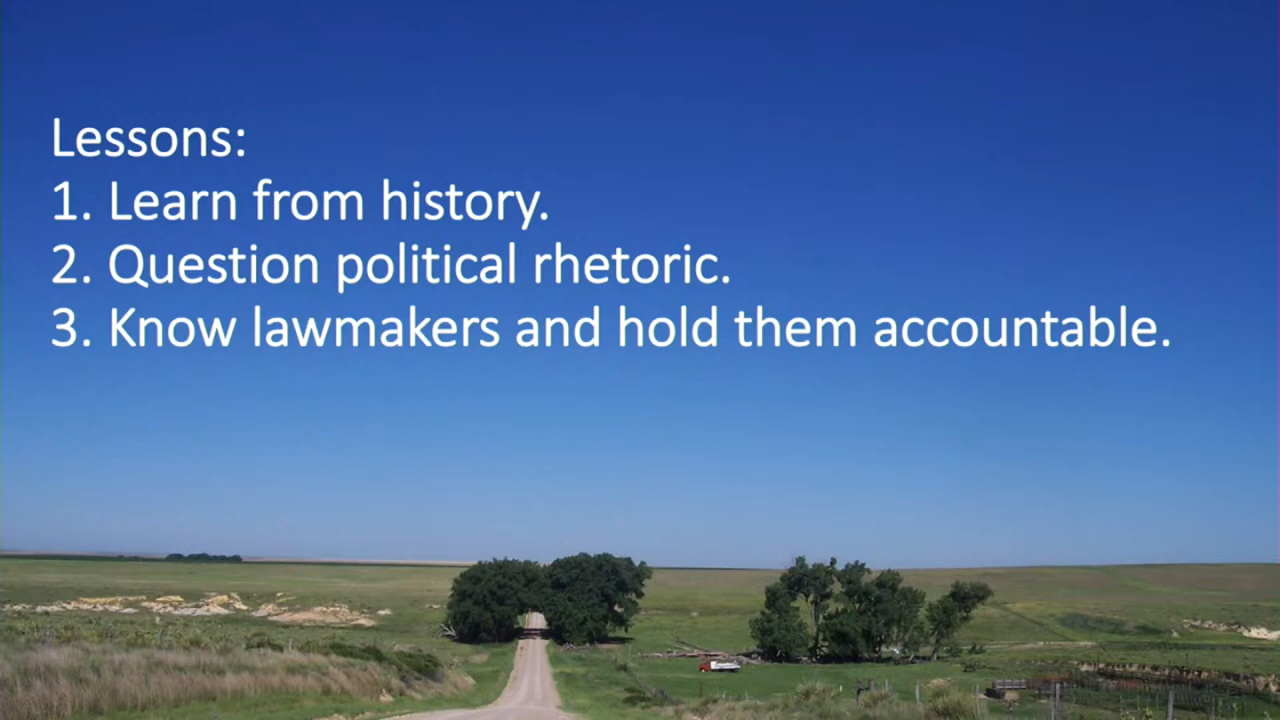 Lessons:
1. Learn from history.
2. Question political rhetoric.
3. Know lawmakers and hold them accountable.